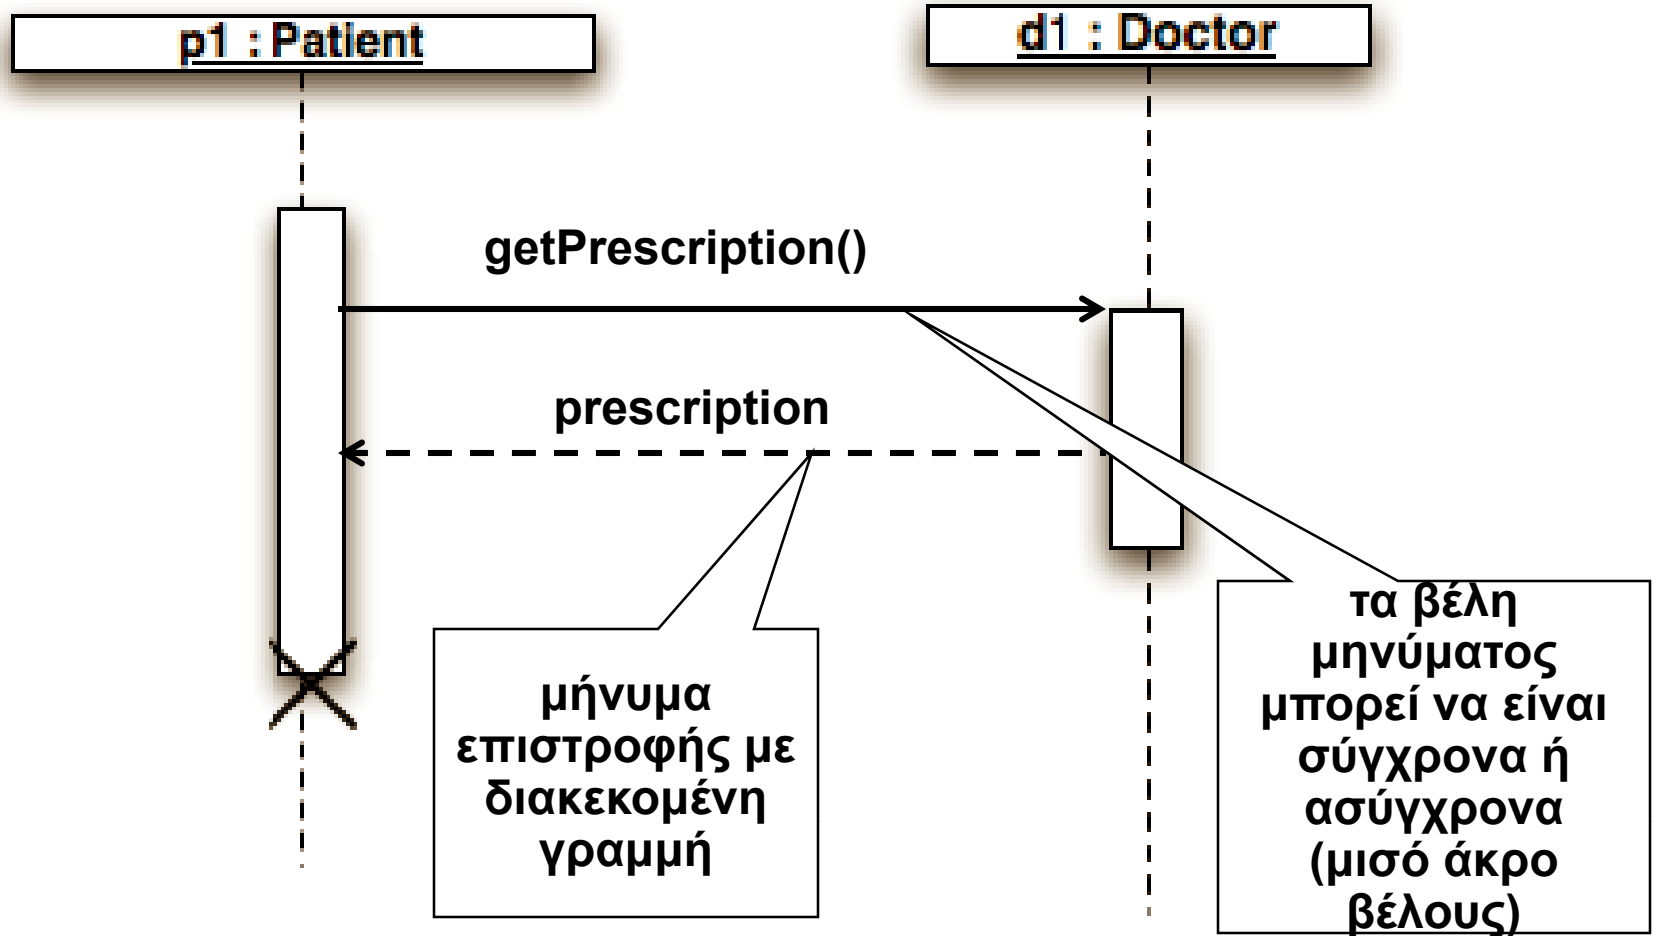 p1 : Patient
d1 : Doctor
getPrescription()
prescription
μήνυμα
επιστροφής με
διακεκομένη
γραμμή
τα βέλη
μηνύματος
μπορεί να είναι
σύγχρονα ή
ασύγχρονα
(μισό άκρο
βέλους)